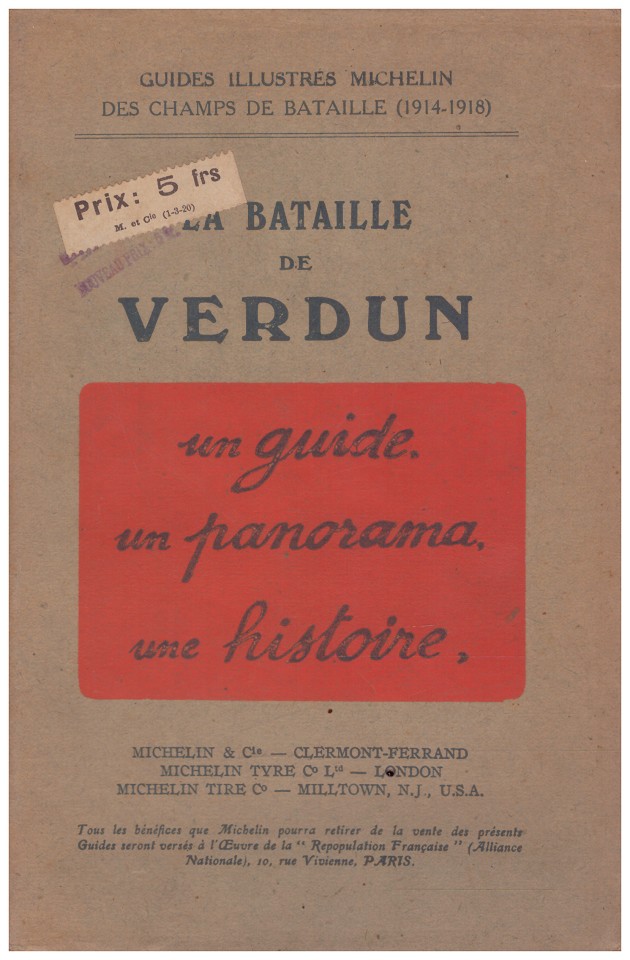 GUIDES ILLUSTRÉS MICHELIN
DES CHAMPS DE BATAILLE (1914-1918)
Prix: 5 frs
M. et Cie (1-3-20)
NOUVEAU PRIX
LA BATAILLE
DE
VERDUN
un guide.
un panorama.
une histoire.
MICHELIN & Cie — CLERMONT-FERRAND
MICHELIN TYRE Co Ltd — LONDON
MICHELIN TIRE Co — MILLTOWN, N.J., U.S.A.
Tous les bénéfices que Michelin pourra retirer de la vente des présents
Guides seront versés à l'Œuvre de la " Repopulation Française " (Alliance
Nationale), 10, rue Vivienne, PARIS.